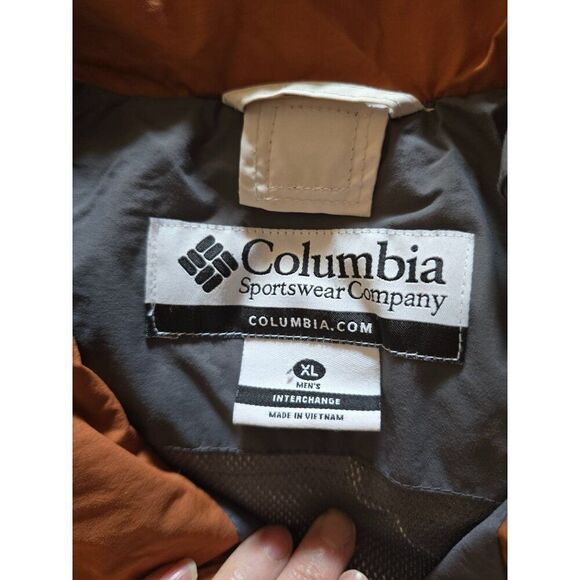 Columbia
Sportswear Company
COLUMBIA.COM
XL
MEN'S
INTERCHANGE
MADE IN VIETNAM